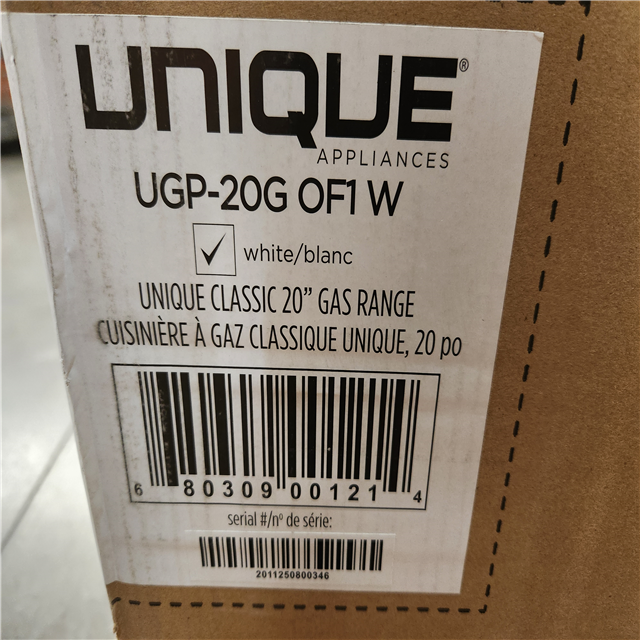 UNIQUE®
APPLIANCES
UGP-20G OF1 W
✓ white/blanc
UNIQUE CLASSIC 20” GAS RANGE
CUISINIÈRE À GAZ CLASSIQUE UNIQUE, 20 po
6 80309 00121 4
serial #/nº de série:
2011250800346